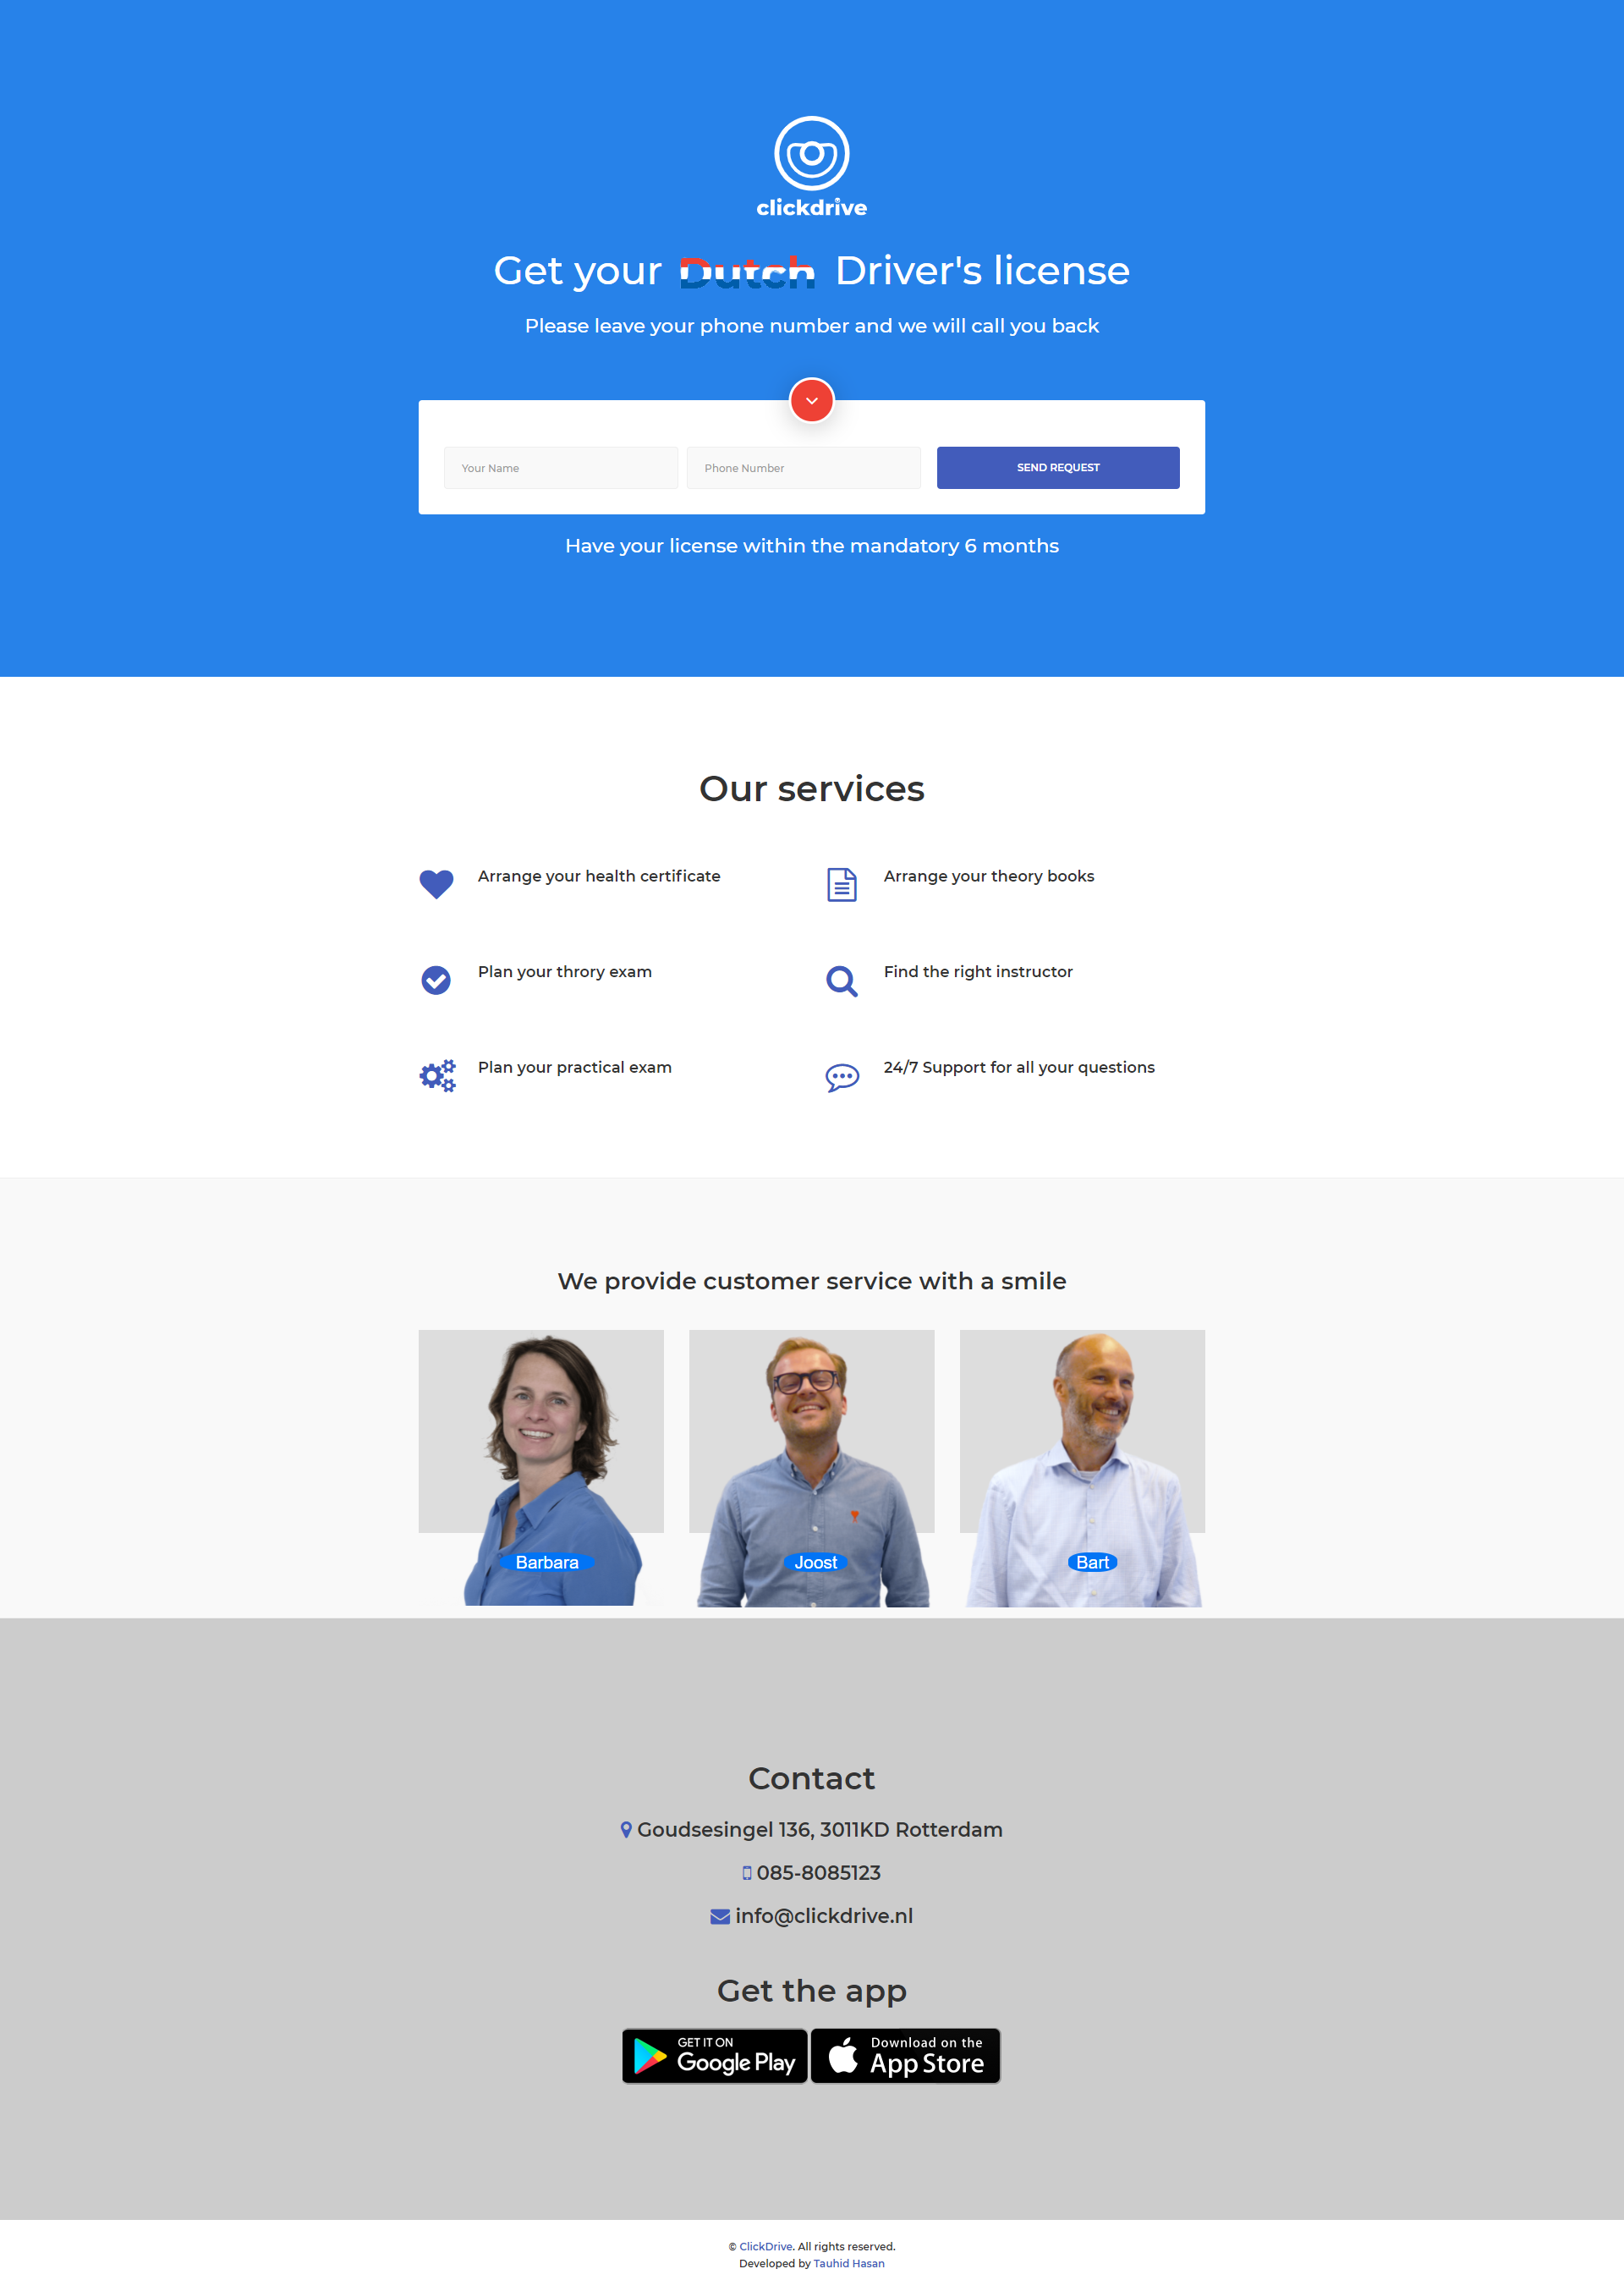 clickdrive
Get your Dutch Driver's license
Please leave your phone number and we will call you back
Your Name
Phone Number
SEND REQUEST
Have your license within the mandatory 6 months
Our services
Arrange your health certificate
Arrange your theory books
Plan your throry exam
Find the right instructor
Plan your practical exam
24/7 Support for all your questions
We provide customer service with a smile
Barbara
Joost
Bart
Contact
Goudsesingel 136, 3011KD Rotterdam
085-8085123
info@clickdrive.nl
Get the app
GET IT ON
Google Play
Download on the
App Store
© ClickDrive. All rights reserved.
Developed by Tauhid Hasan